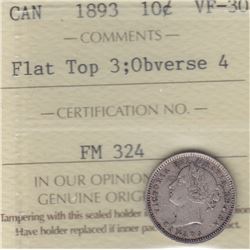 CAN 1893 10¢ VF-30
COMMENTS
Flat Top 3;Obverse 4
CERTIFICATION NO.
FM 324
IN OUR OPINION
GENUINE ORIG
Tampering with this sealed holder
Have holder replaced if inner